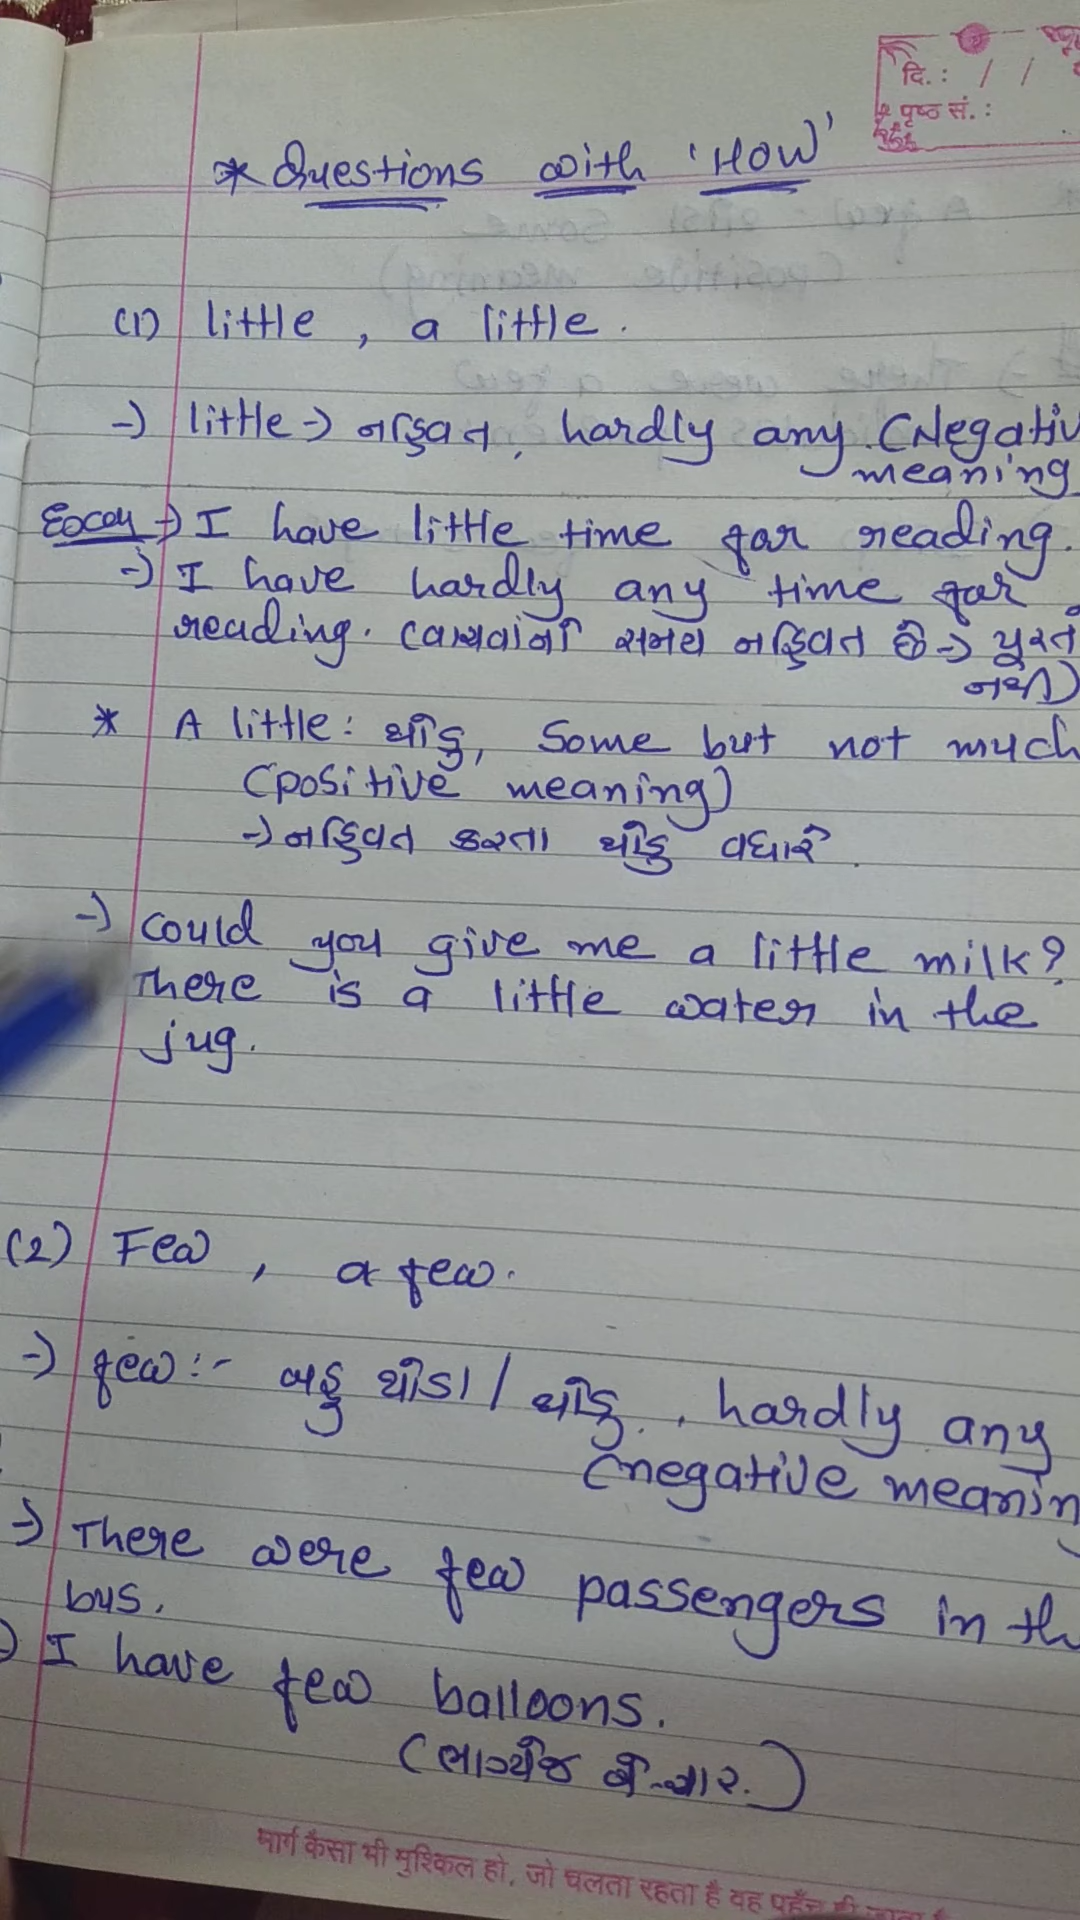 दि.: / /
पृष्ठ सं.:
* Questions with 'HOW'
(1) little, a little.
→ little → નહિવત, hardly any (Negativ
meaning
→ I have little time for reading.
→ I have hardly any time for
reading. (વાચવાની સમય નહિવત છે → પૂરત
નથી)
* A little: થોડુ, Some but not much
(positive meaning)
→ નહિવત કરતા થોડુ વધારે.
→ could you give me a little milk?
There is a little water in the
jug.
(2) Few, a few.
→ few:- બહુ થોડા / થોડુ, hardly any
(negative meanin
→ There were few passengers in th
bus.
→ I have few balloons.
(ભાગ્યેજ બે-ચાર.)
मार्ग कैसा भी मुश्किल हो, जो चलता रहता है वह पहुँच